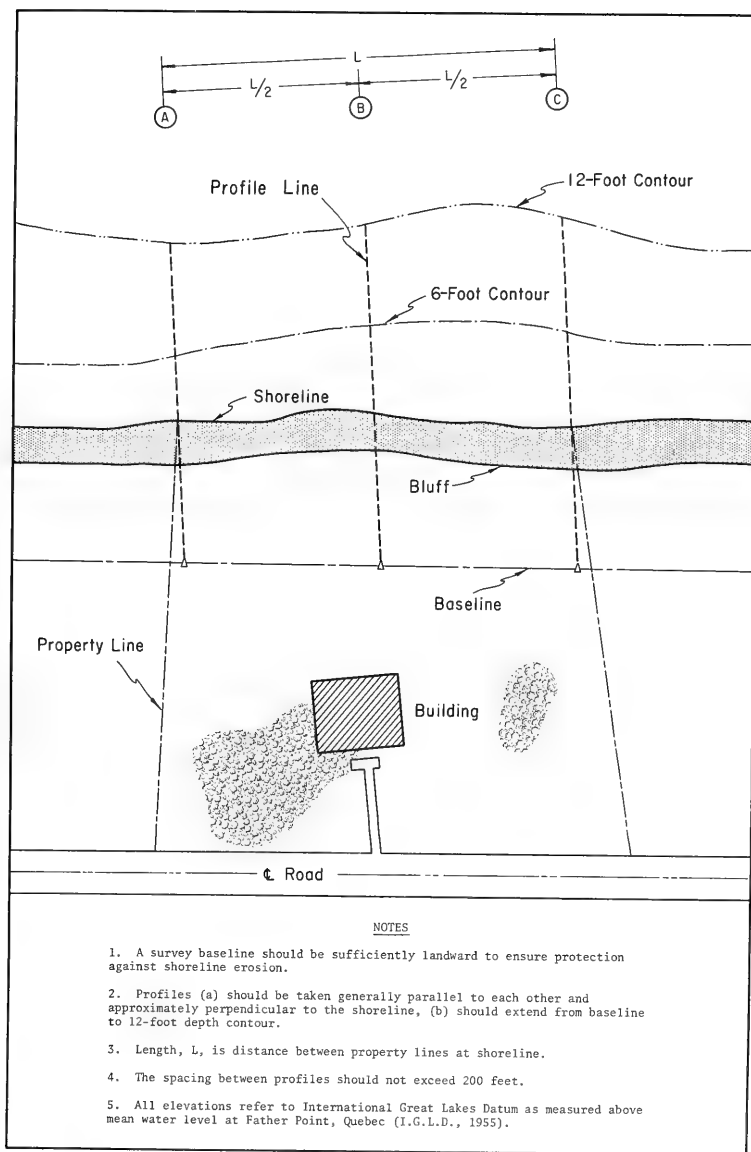 L
L/2
L/2
A
B
C
Profile Line
12-Foot Contour
6-Foot Contour
Shoreline
Bluff
Baseline
Property Line
Building
℄ Road
NOTES
1. A survey baseline should be sufficiently landward to ensure protection
against shoreline erosion.
2. Profiles (a) should be taken generally parallel to each other and
approximately perpendicular to the shoreline, (b) should extend from baseline
to 12-foot depth contour.
3. Length, L, is distance between property lines at shoreline.
4. The spacing between profiles should not exceed 200 feet.
5. All elevations refer to International Great Lakes Datum as measured above
mean water level at Father Point, Quebec (I.G.L.D., 1955).